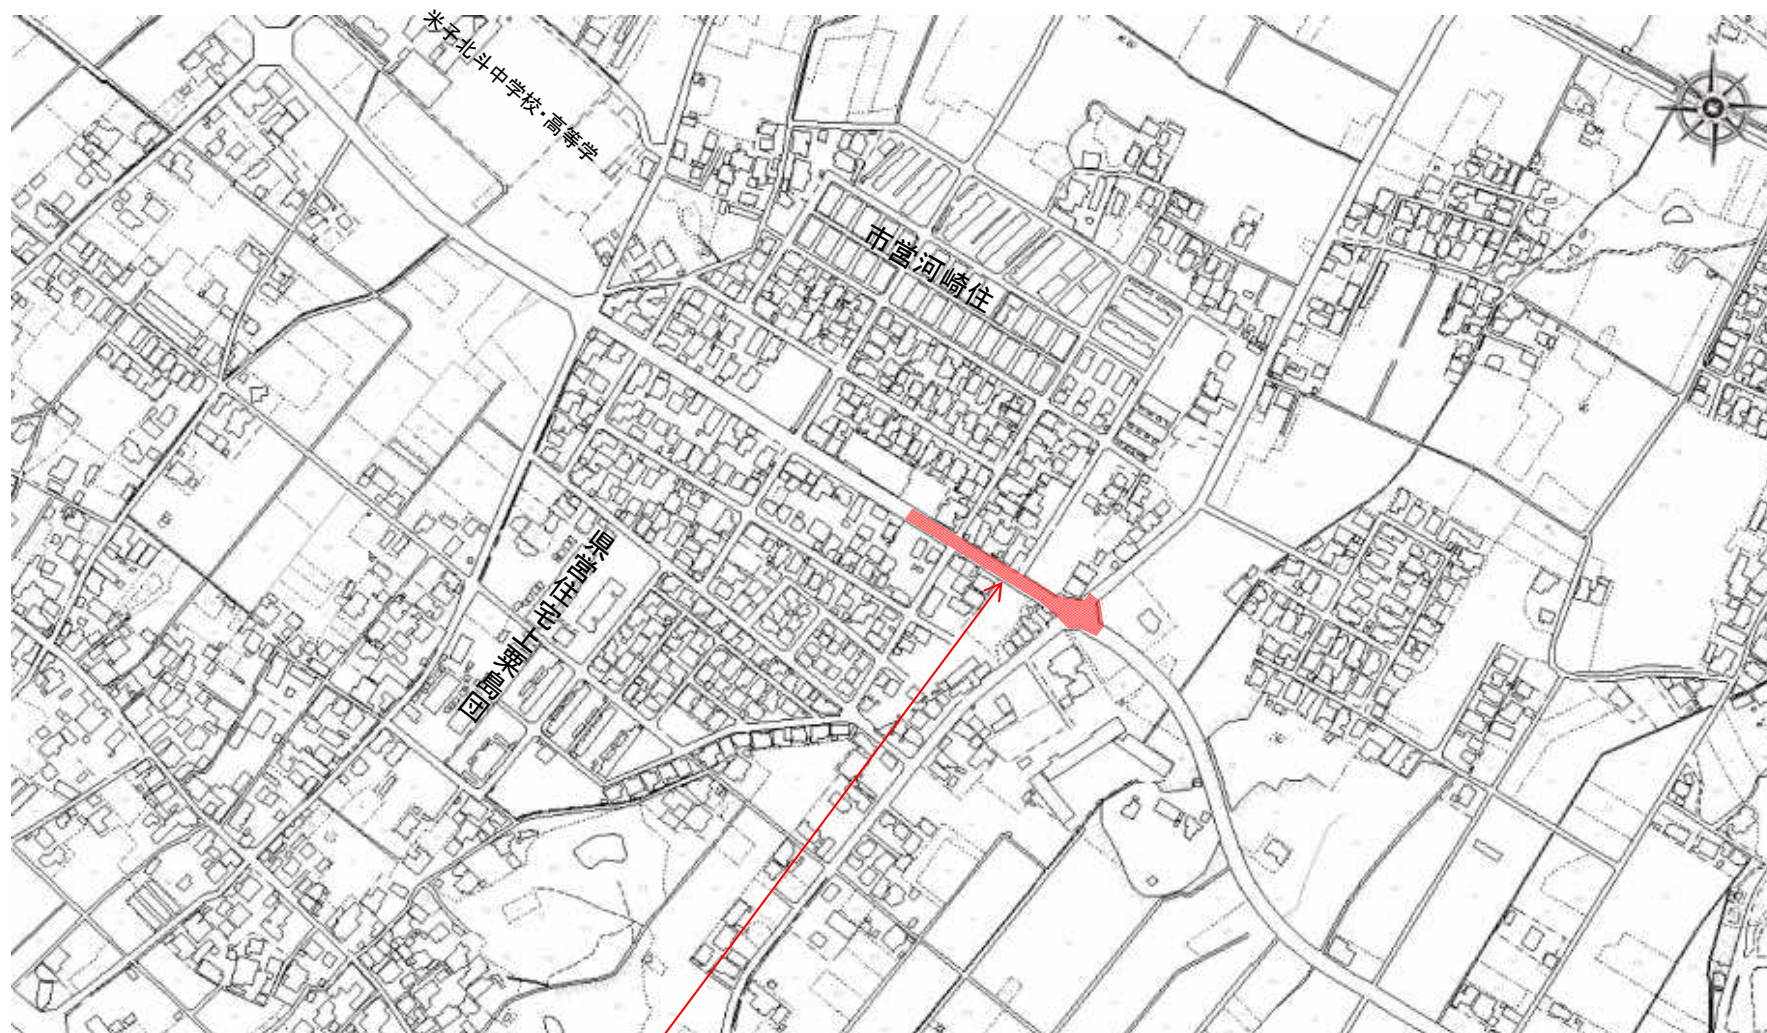 米子北斗中学校・高等学
市営河崎住
県営住宅上粟島団